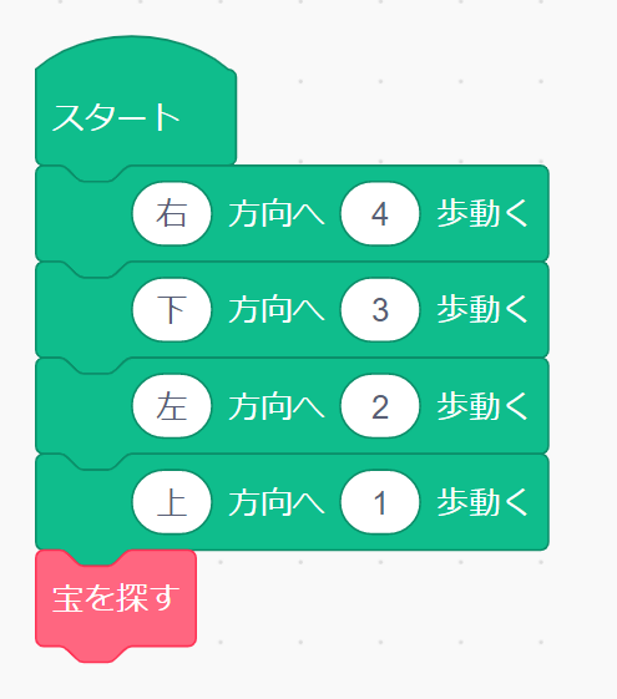 スタート
右 方向へ 4 歩動く
下 方向へ 3 歩動く
左 方向へ 2 歩動く
上 方向へ 1 歩動く
宝を探す